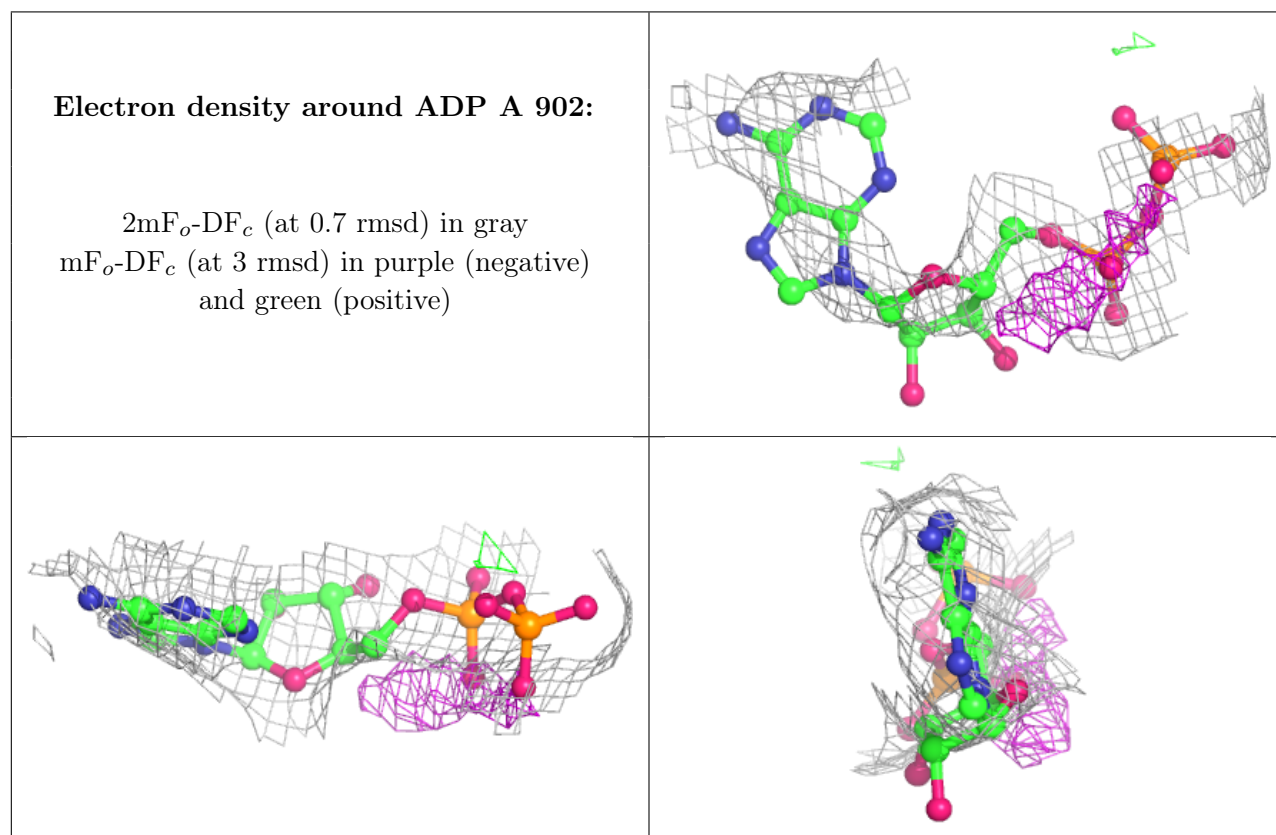 Electron density around ADP A 902:
2mFo-DFc (at 0.7 rmsd) in gray
mFo-DFc (at 3 rmsd) in purple (negative)
and green (positive)